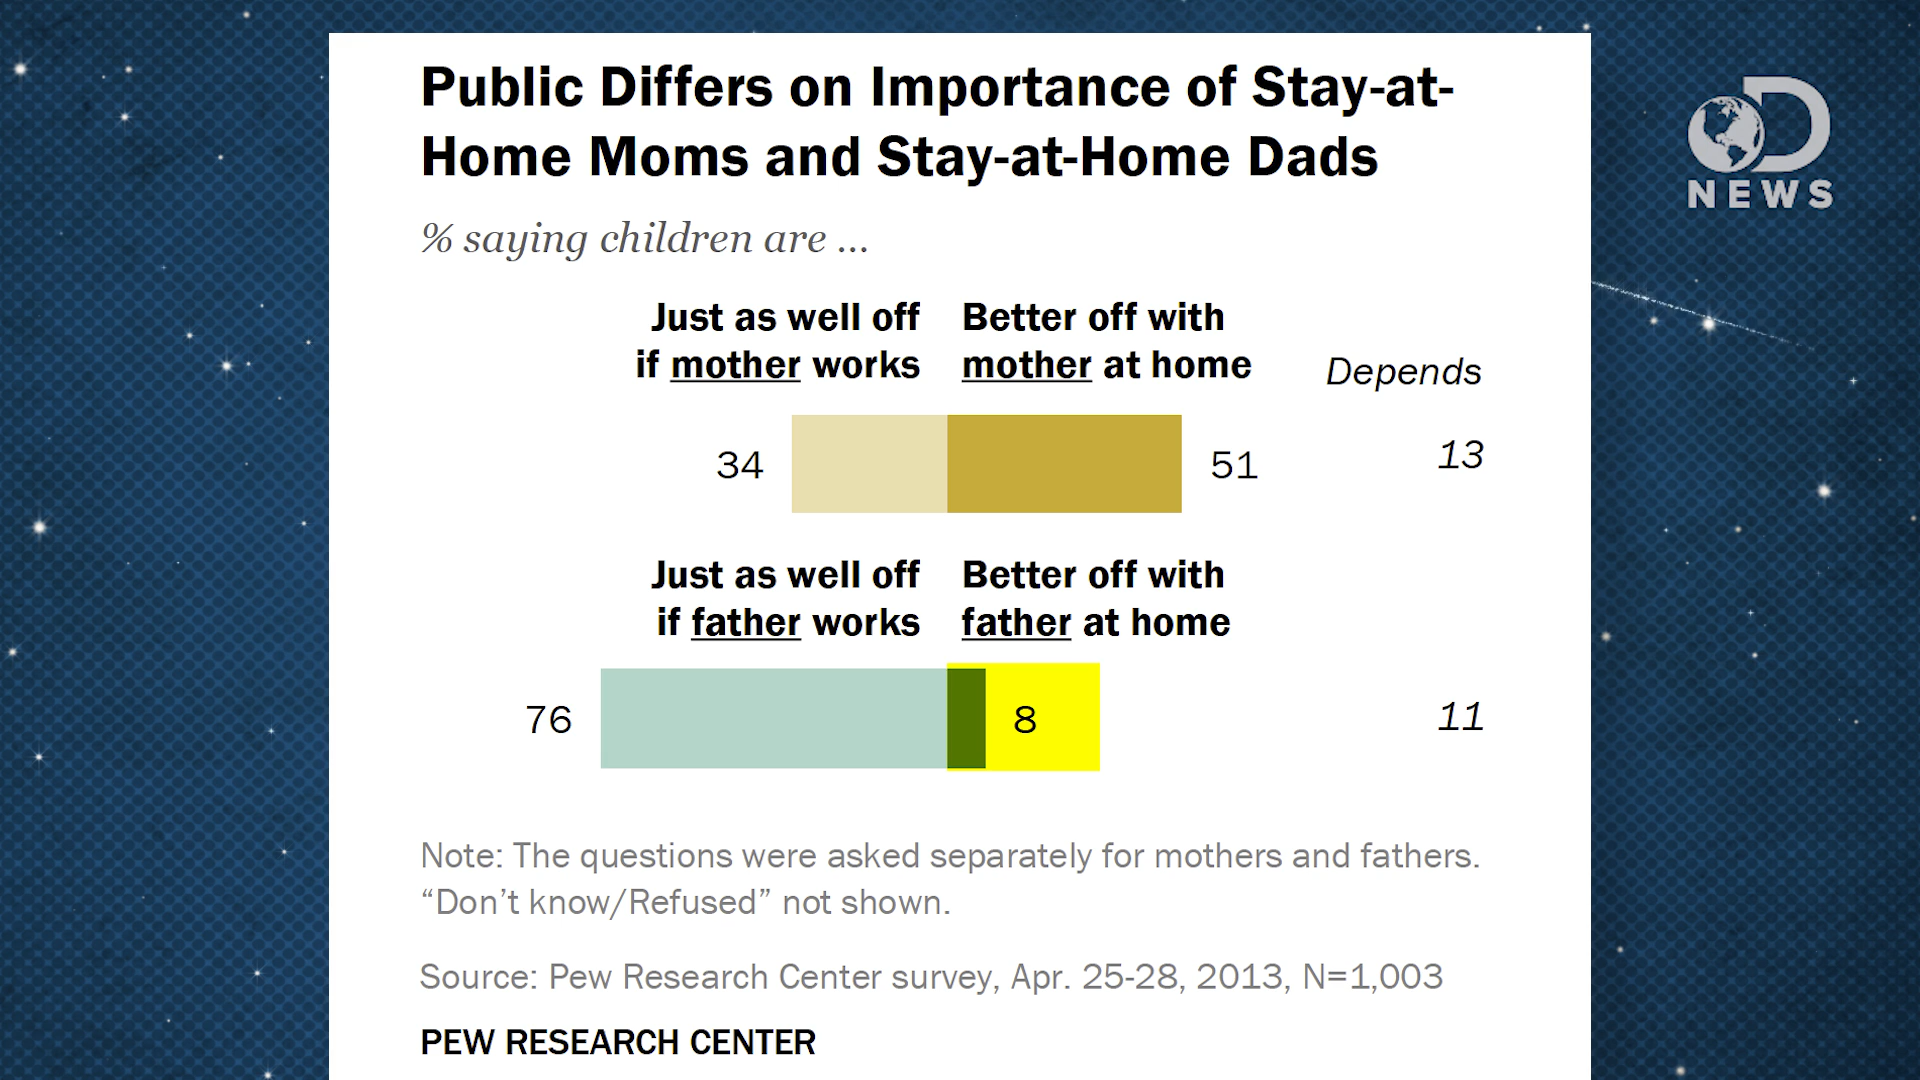 Public Differs on Importance of Stay-at-
Home Moms and Stay-at-Home Dads
D
NEWS
% saying children are ...
Just as well off
if mother works
Better off with
mother at home
Depends
34
51
13
Just as well off
if father works
Better off with
father at home
76
8
11
Note: The questions were asked separately for mothers and fathers.
“Don’t know/Refused” not shown.
Source: Pew Research Center survey, Apr. 25-28, 2013, N=1,003
PEW RESEARCH CENTER